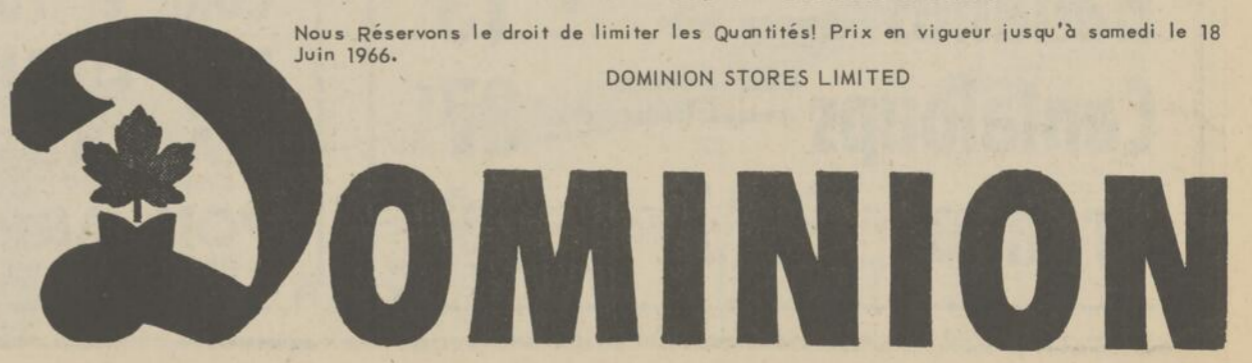 Nous Réservons le droit de limiter les Quantités! Prix en vigueur jusqu'à samedi le 18
Juin 1966.
DOMINION STORES LIMITED
DOMINION